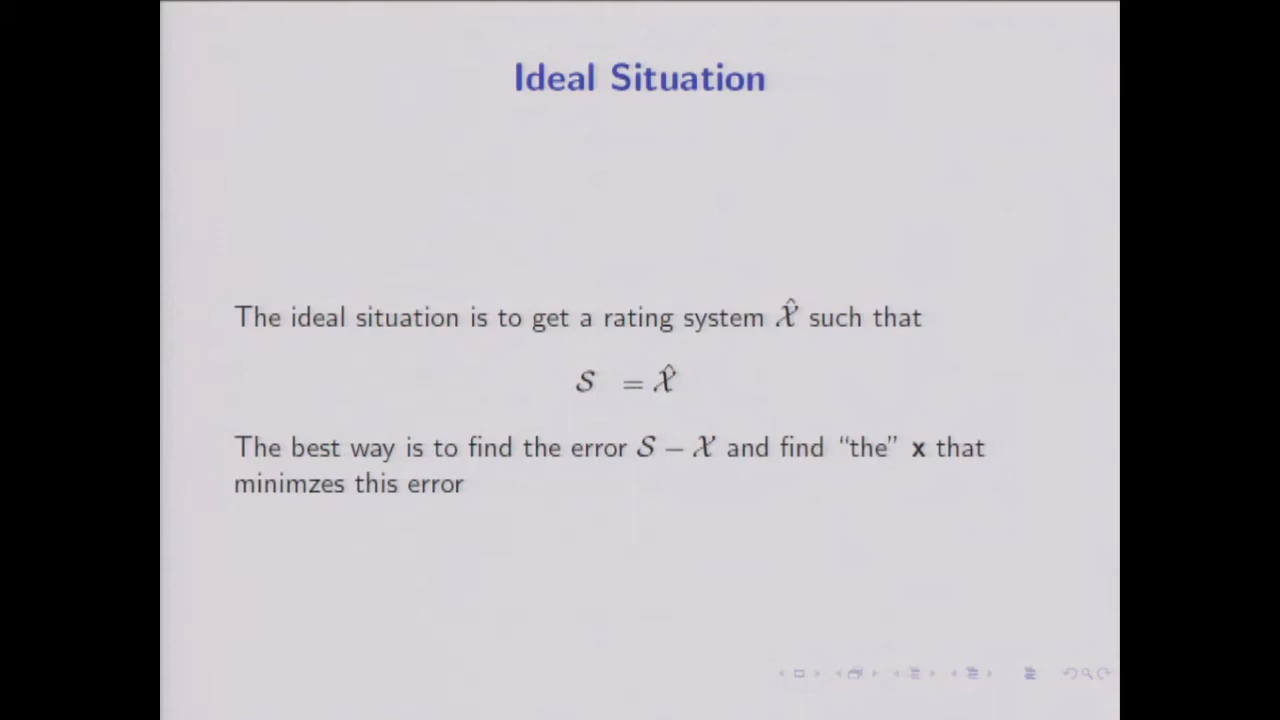 Ideal Situation
The ideal situation is to get a rating system 𝒳̂ such that
𝒮 = 𝒳̂
The best way is to find the error 𝒮 − 𝒳 and find “the” x that
minimzes this error